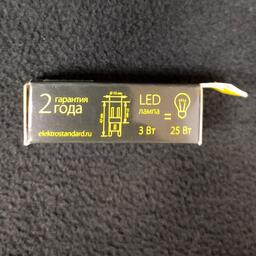 2 гарантия
года
elektrostandard.ru
LED
лампа
=
3 Вт
25 Вт